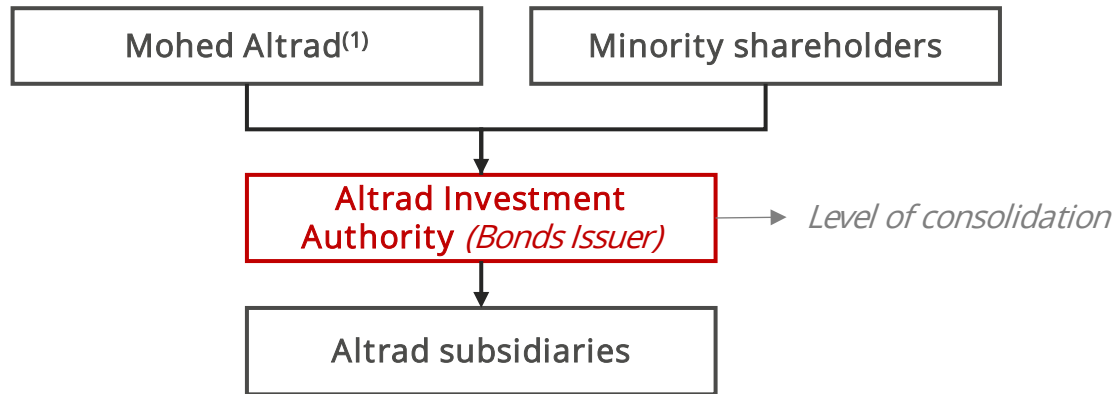 Mohed Altrad(1)
Minority shareholders
Altrad Investment
Authority (Bonds Issuer)
Level of consolidation
Altrad subsidiaries